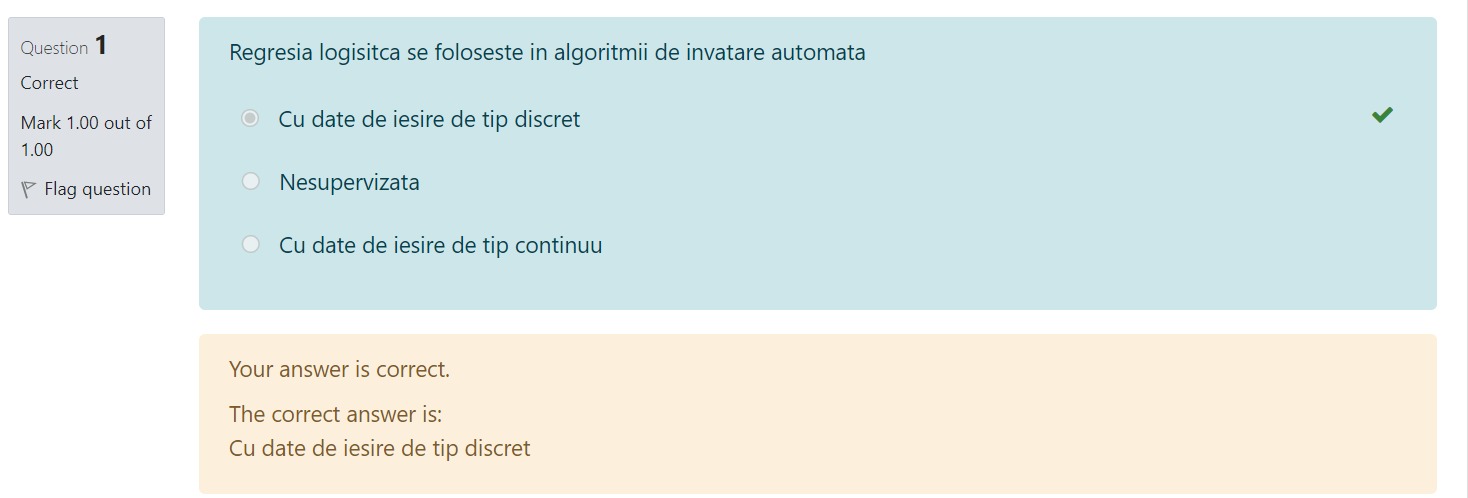 Question 1
Correct
Mark 1.00 out of
1.00
Flag question
Regresia logisitca se foloseste in algoritmii de invatare automata
Cu date de iesire de tip discret
Nesupervizata
Cu date de iesire de tip continuu
Your answer is correct.
The correct answer is:
Cu date de iesire de tip discret